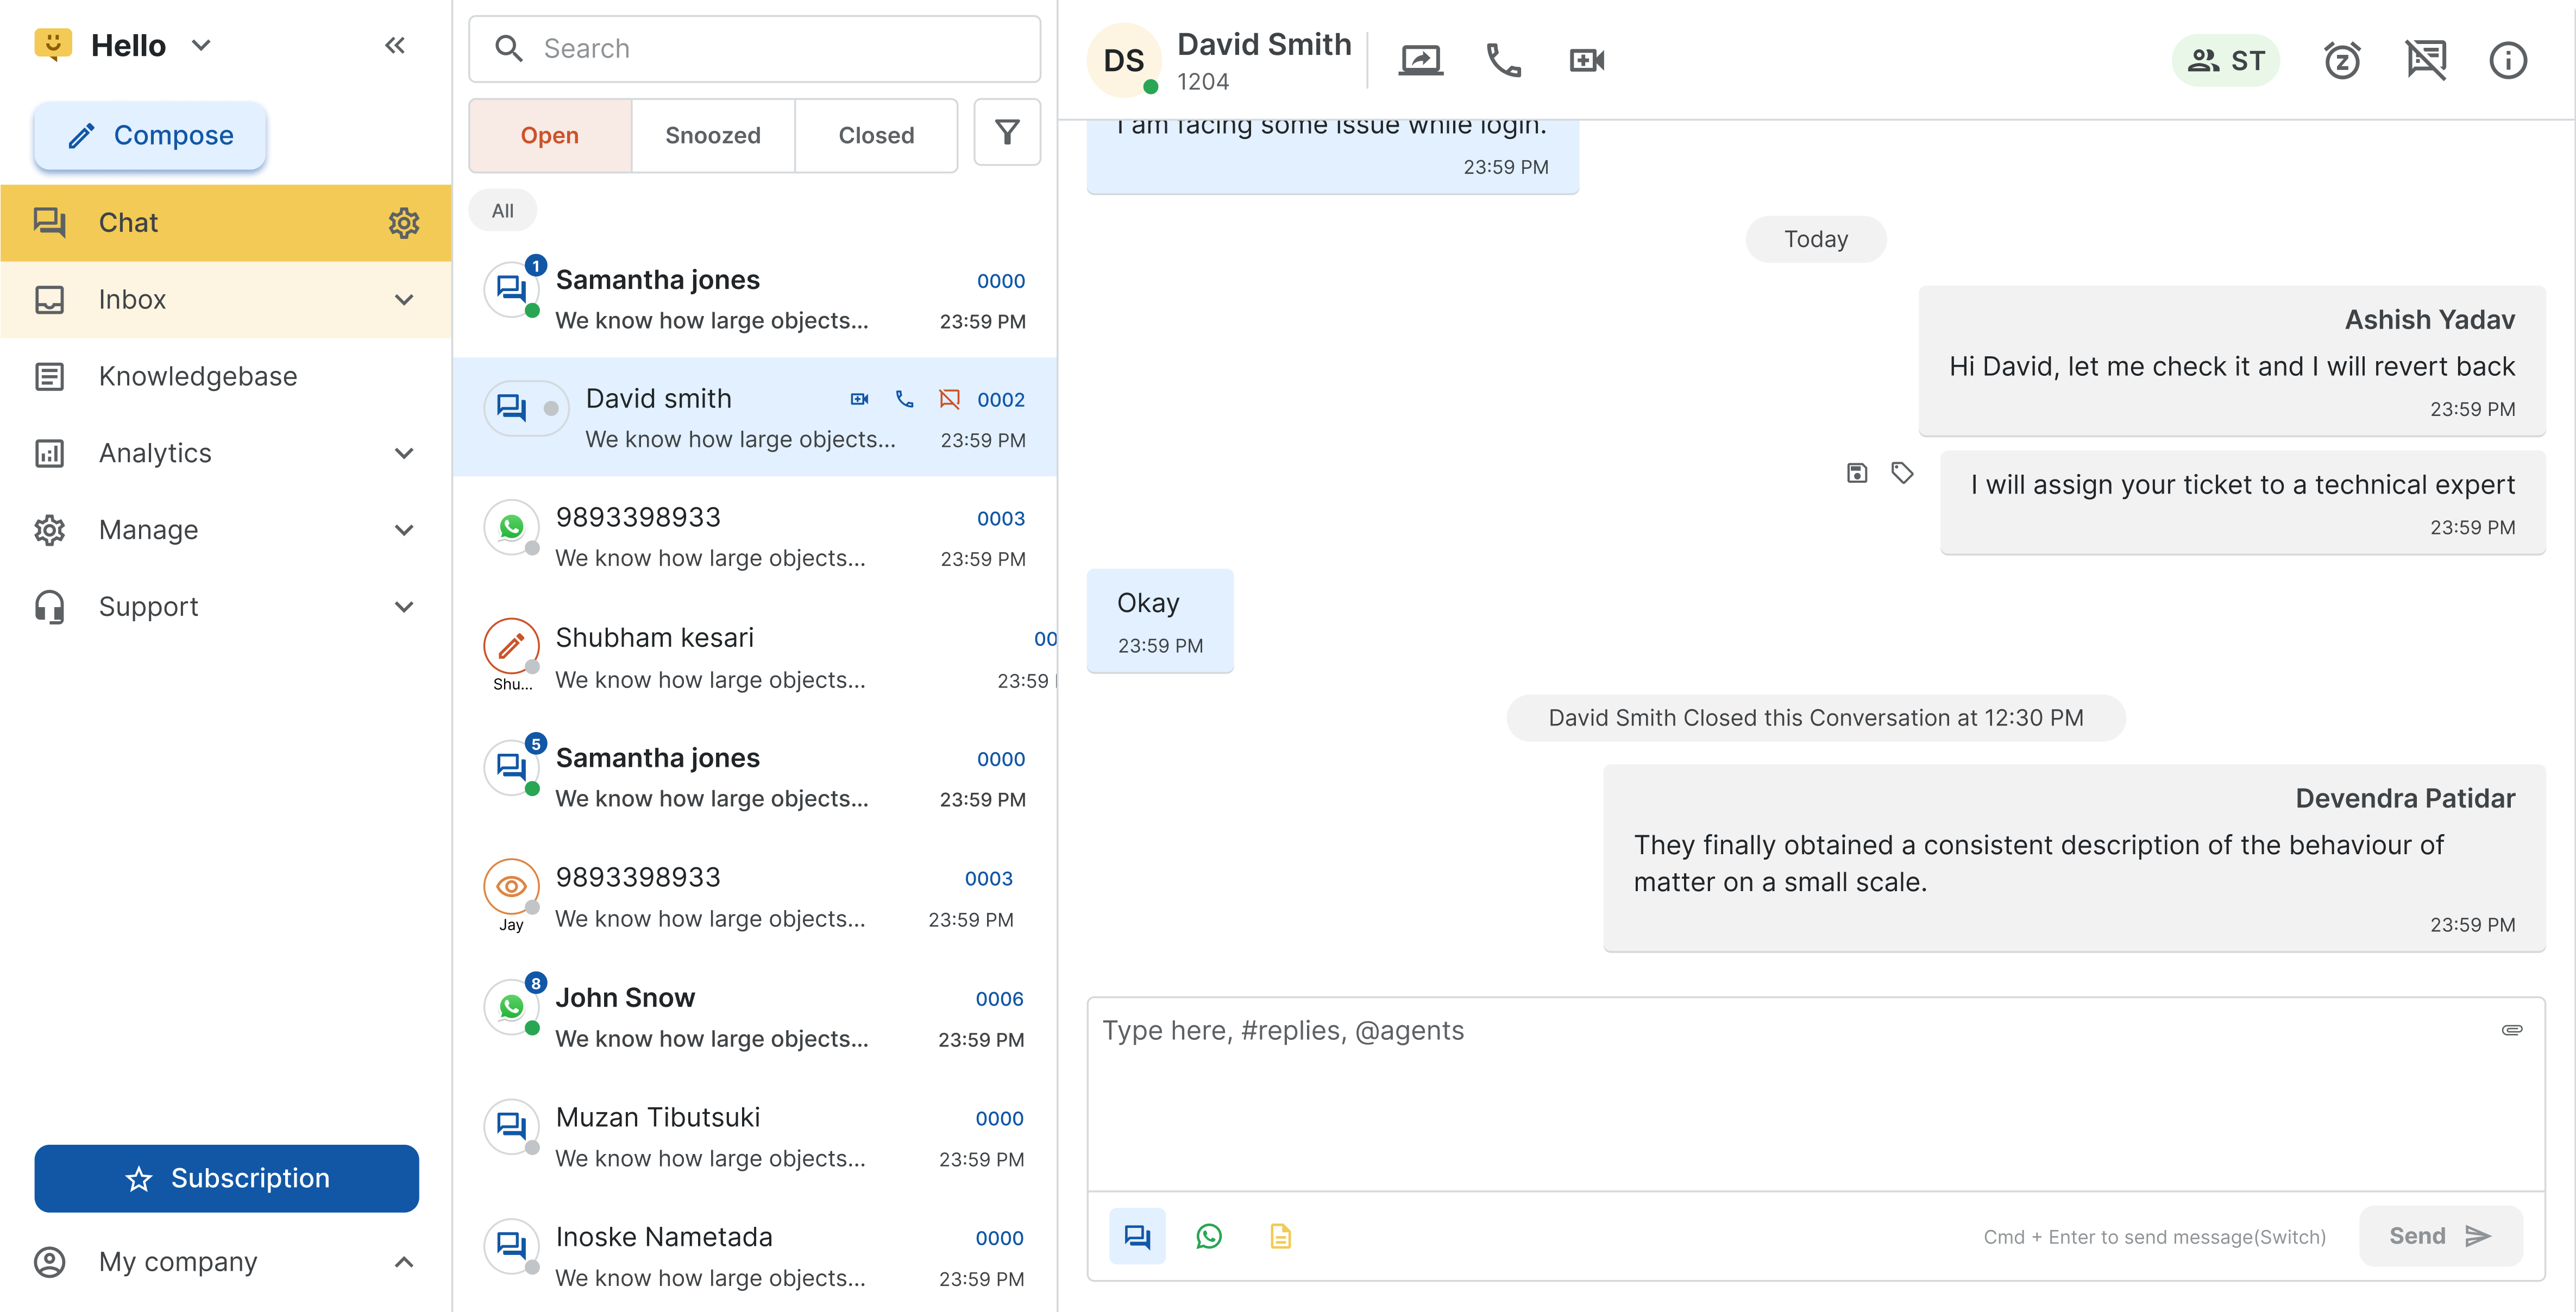 Hello
Compose
Chat
Inbox
Knowledgebase
Analytics
Manage
Support
Subscription
My company
Search
Open
Snoozed
Closed
All
1
Samantha jones
0000
We know how large objects...
23:59 PM
David smith
0002
We know how large objects...
23:59 PM
9893398933
0003
We know how large objects...
23:59 PM
Shubham kesari
00
Shu...
We know how large objects...
23:59
5
Samantha jones
0000
We know how large objects...
23:59 PM
9893398933
0003
Jay
We know how large objects...
23:59 PM
8
John Snow
0006
We know how large objects...
23:59 PM
Muzan Tibutsuki
0000
We know how large objects...
23:59 PM
Inoske Nametada
0000
We know how large objects...
23:59 PM
DS
David Smith
1204
ST
I am facing some issue while login.
23:59 PM
Today
Ashish Yadav
Hi David, let me check it and I will revert back
23:59 PM
I will assign your ticket to a technical expert
23:59 PM
Okay
23:59 PM
David Smith Closed this Conversation at 12:30 PM
Devendra Patidar
They finally obtained a consistent description of the behaviour of
matter on a small scale.
23:59 PM
Type here, #replies, @agents
Cmd + Enter to send message(Switch)
Send